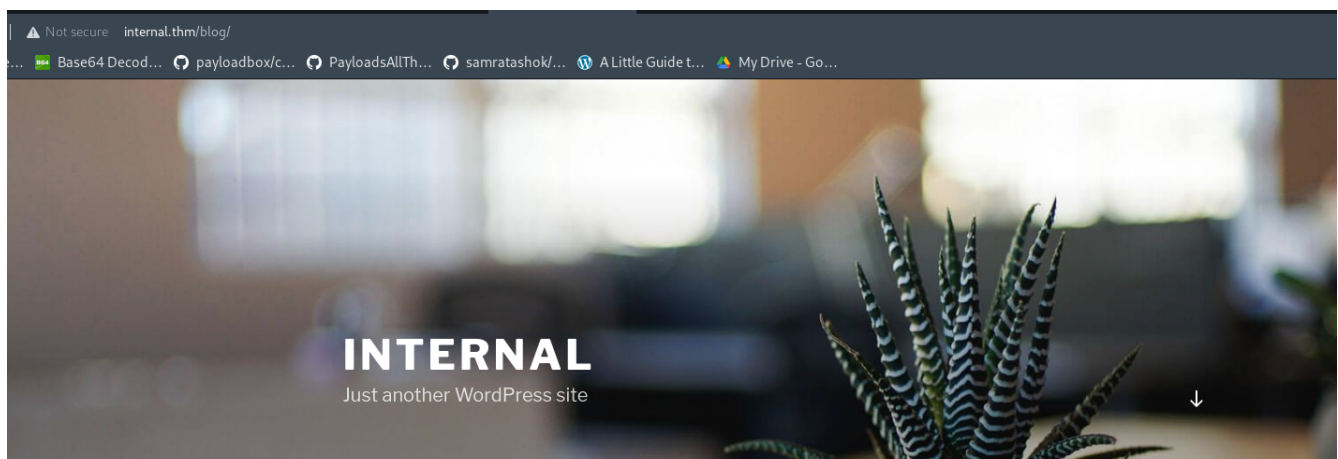 Not secure internal.thm/blog/
... Base64 Decod... payloadbox/c... PayloadsAllTh... samratashok/... A Little Guide t... My Drive - Go...
INTERNAL
Just another WordPress site